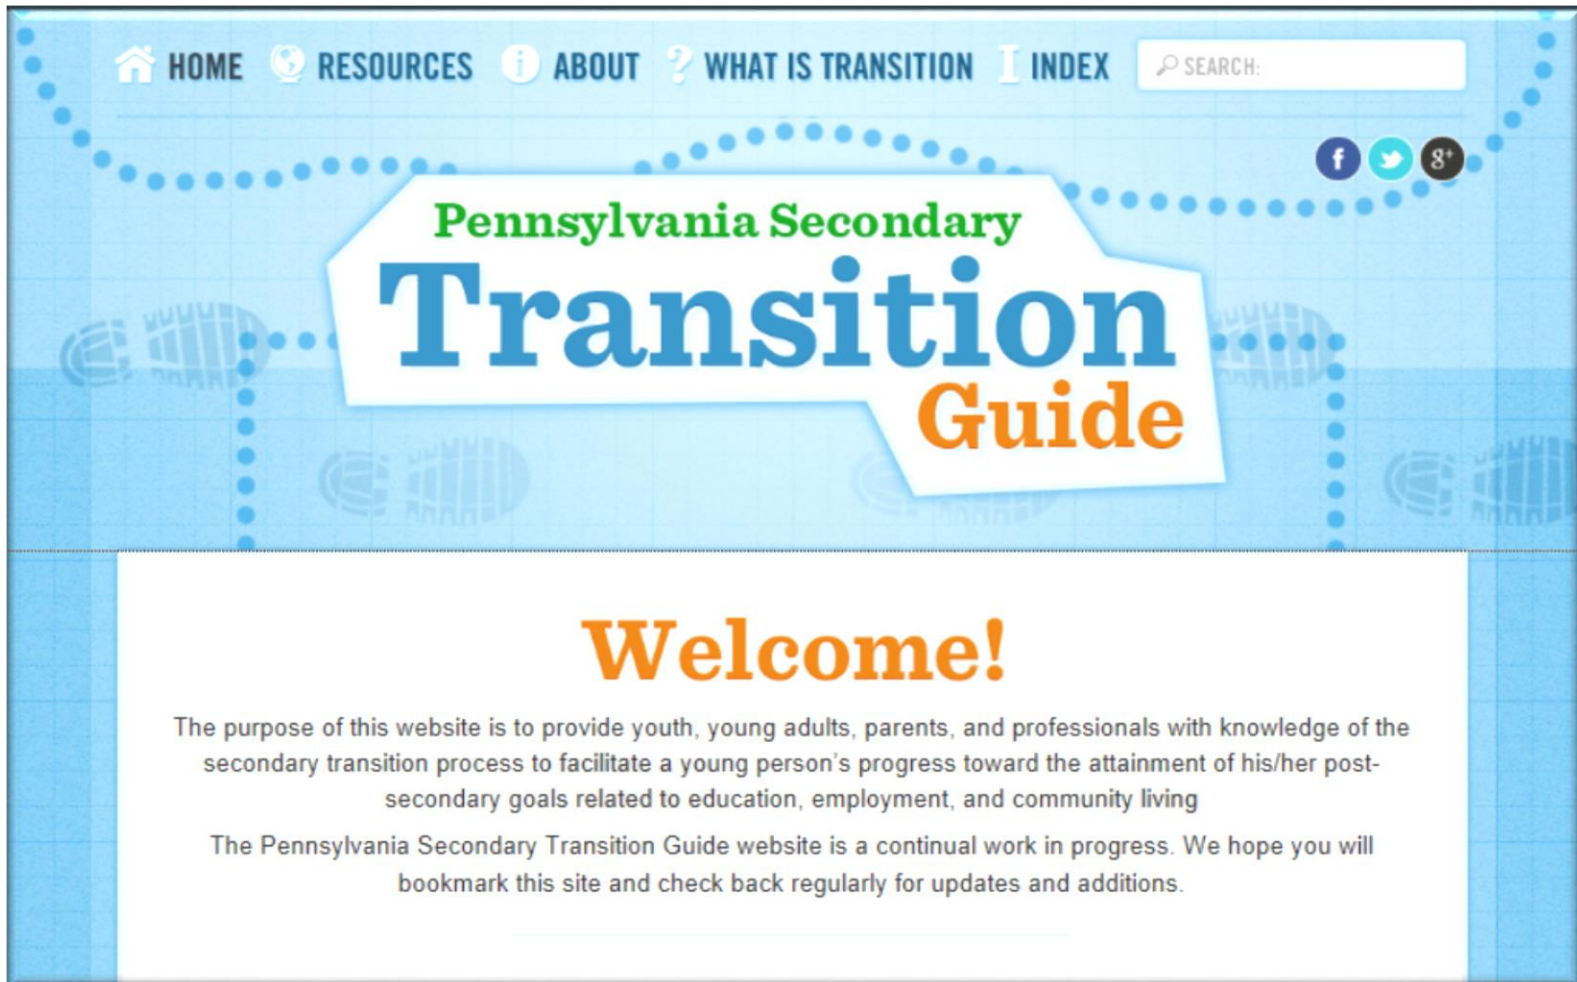 HOME RESOURCES ABOUT WHAT IS TRANSITION INDEX SEARCH:
f 8+
Pennsylvania Secondary
Transition
Guide
Welcome!
The purpose of this website is to provide youth, young adults, parents, and professionals with knowledge of the
secondary transition process to facilitate a young person's progress toward the attainment of his/her post-
secondary goals related to education, employment, and community living
The Pennsylvania Secondary Transition Guide website is a continual work in progress. We hope you will
bookmark this site and check back regularly for updates and additions.